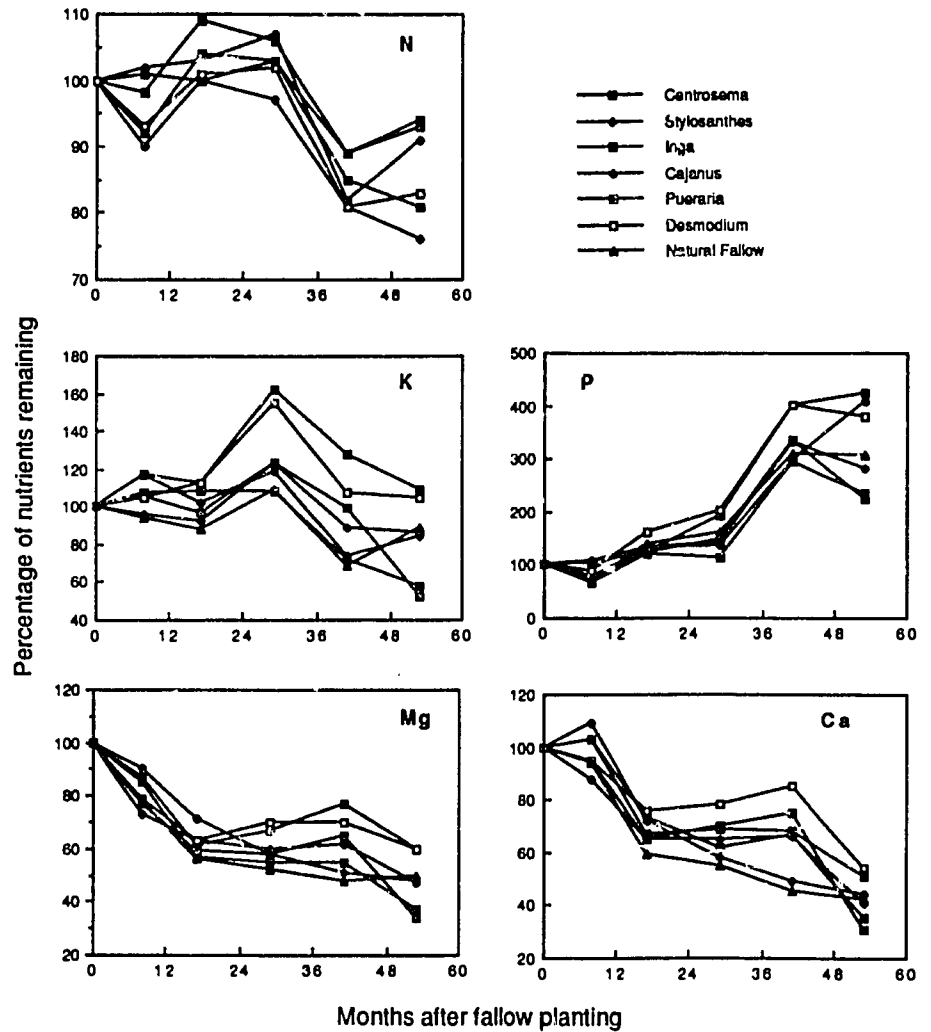 110
N
100
90
80
70
0 12 24 36 48 60
Centrosema
Stylosanthes
Inga
Cajanus
Pueraria
Desmodium
Natural Fallow
Percentage of nutrients remaining
180
K
160
140
120
100
80
60
40
0 12 24 36 48 60
500
P
400
300
200
100
0
0 12 24 36 48 60
120
Mg
100
80
60
40
20
0 12 24 36 48 60
120
Ca
100
80
60
40
20
0 12 24 36 48 60
Months after fallow planting